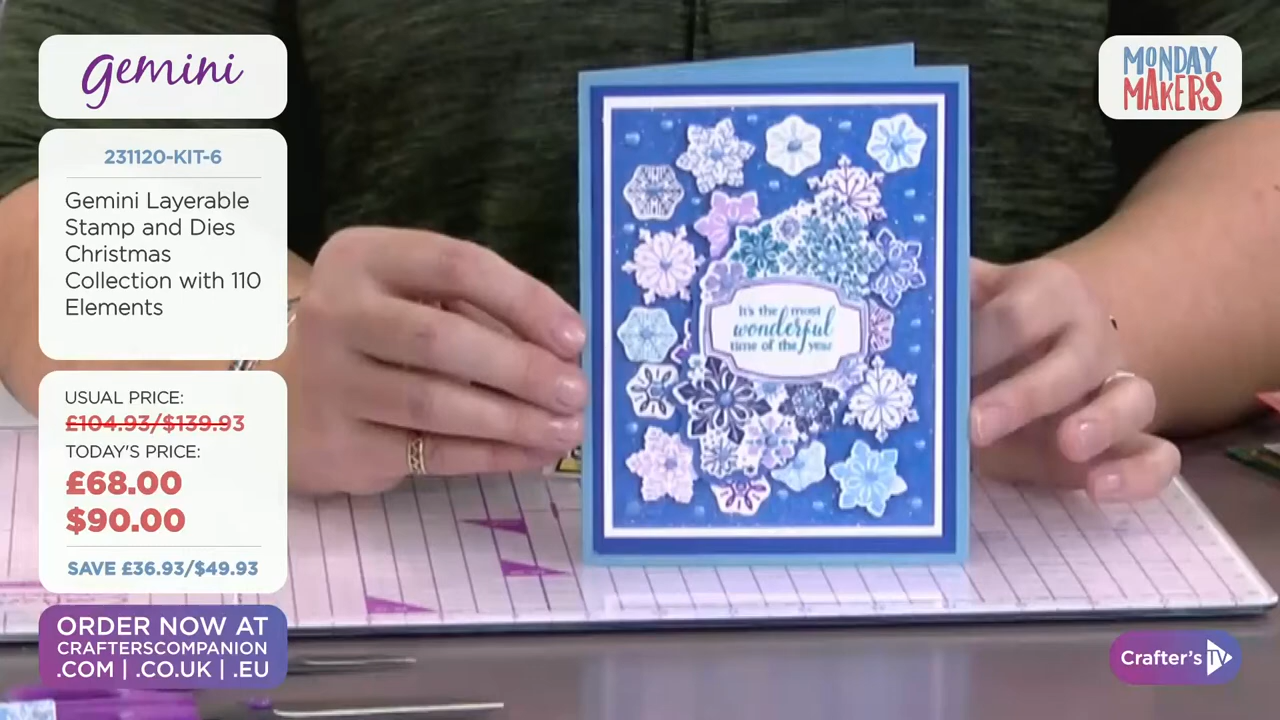 gemini
231120-KIT-6
Gemini Layerable
Stamp and Dies
Christmas
Collection with 110
Elements
USUAL PRICE:
£104.93/$139.93
TODAY'S PRICE:
£68.00
$90.00
SAVE £36.93/$49.93
ORDER NOW AT
CRAFTERSCOMPANION
.COM | .CO.UK | .EU
MONDAY
MAKERS
It's the most
wonderful
time of the year
Crafter's TV